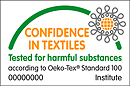 CONFIDENCE
IN TEXTILES
Tested for harmful substances
according to Oeko-Tex® Standard 100
00000000 Institute